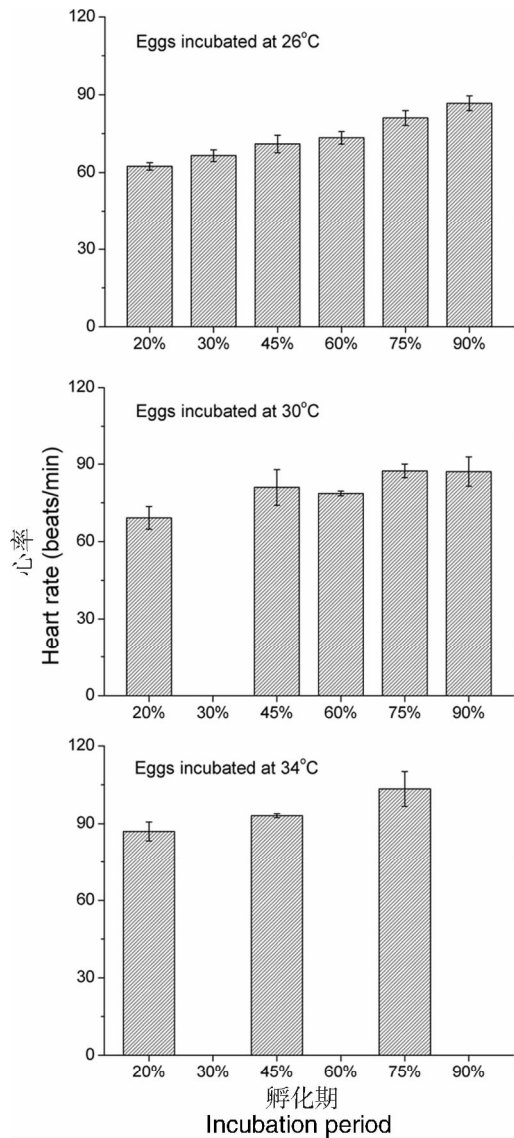 120
Eggs incubated at 26°C
90
60
30
0
20% 30% 45% 60% 75% 90%
120
Eggs incubated at 30°C
90
60
30
0
20% 30% 45% 60% 75% 90%
心率
Heart rate (beats/min)
120
Eggs incubated at 34°C
90
60
30
0
20% 30% 45% 60% 75% 90%
孵化期
Incubation period